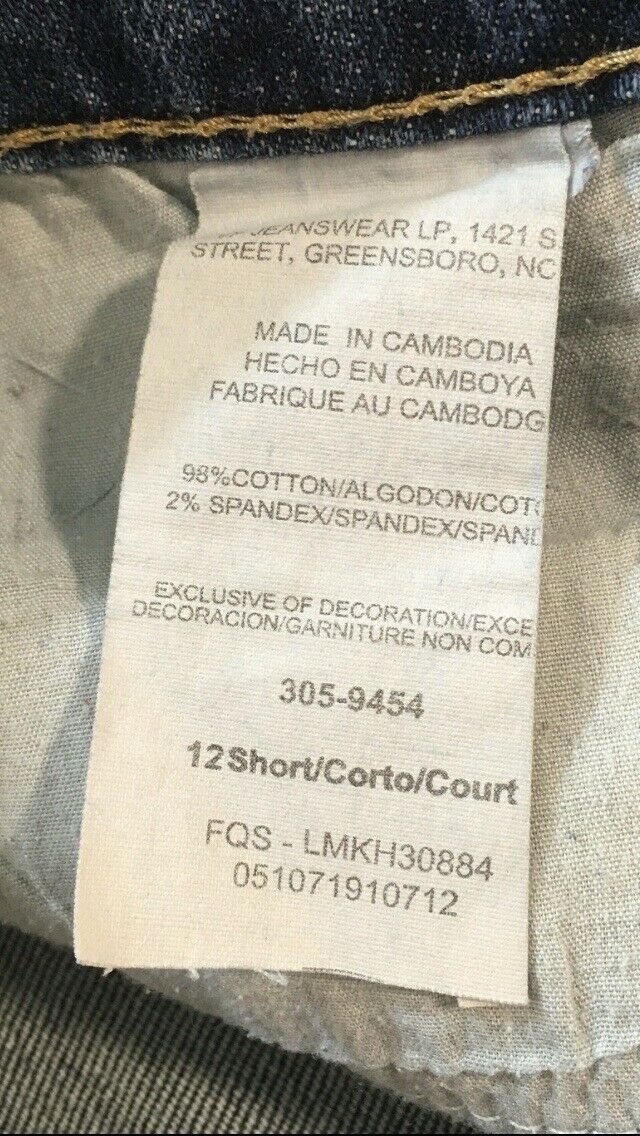 JEANSWEAR LP, 1421 S.
STREET, GREENSBORO, NC
MADE IN CAMBODIA
HECHO EN CAMBOYA
FABRIQUE AU CAMBODG
98%COTTON/ALGODON/COT
2% SPANDEX/SPANDEX/SPAND
EXCLUSIVE OF DECORATION/EXCE
DECORACION/GARNITURE NON COM
305-9454
12Short/Corto/Court
FQS - LMKH30884
051071910712